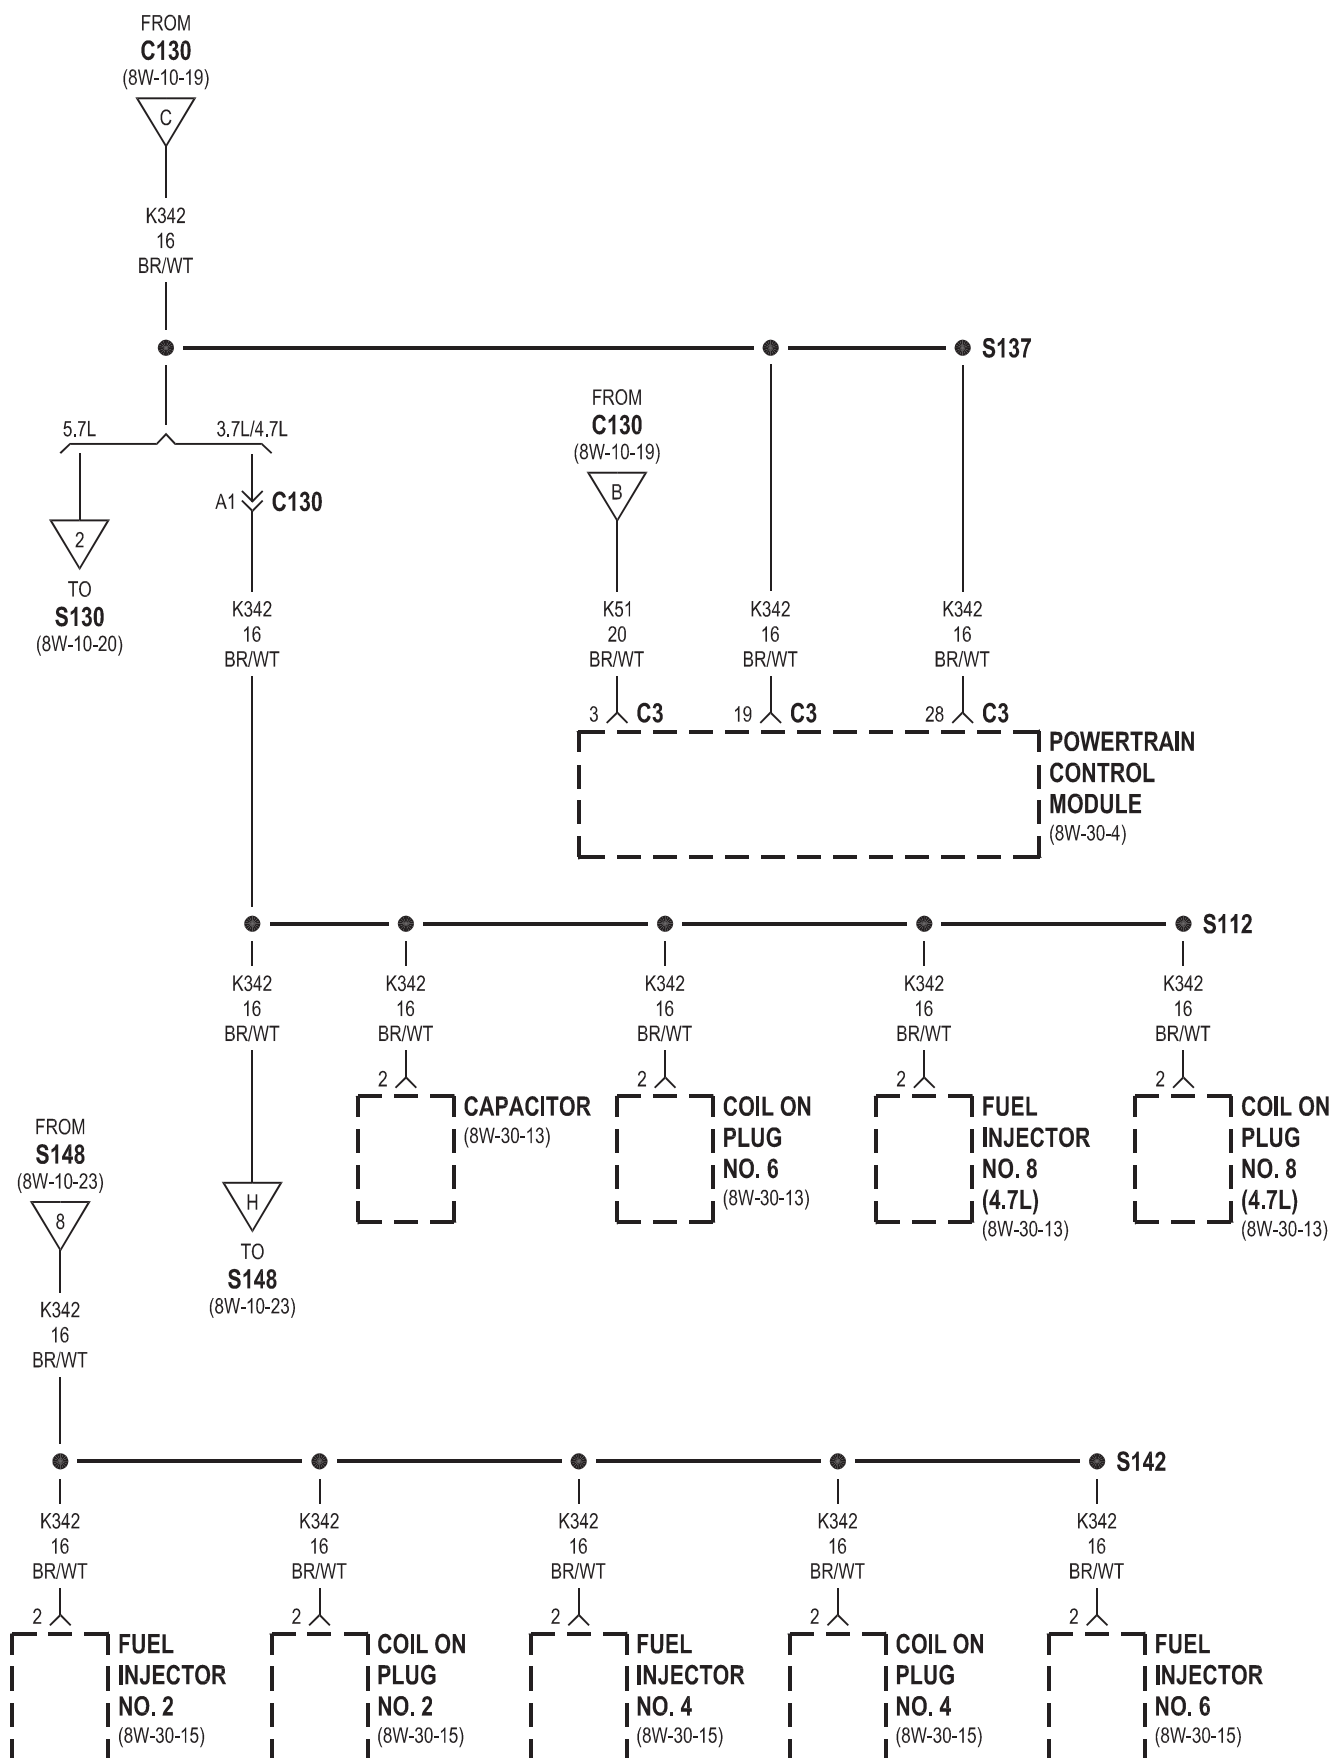 FROM
C130
(8W-10-19)
C
K342
16
BR/WT
S137
5.7L
3.7L/4.7L
A1
C130
2
TO
S130
(8W-10-20)
FROM
C130
(8W-10-19)
B
K342
16
BR/WT
K51
20
BR/WT
K342
16
BR/WT
K342
16
BR/WT
3
C3
19
C3
28
C3
POWERTRAIN
CONTROL
MODULE
(8W-30-4)
S112
K342
16
BR/WT
K342
16
BR/WT
K342
16
BR/WT
K342
16
BR/WT
K342
16
BR/WT
2
CAPACITOR
(8W-30-13)
2
COIL ON
PLUG
NO. 6
(8W-30-13)
2
FUEL
INJECTOR
NO. 8
(4.7L)
(8W-30-13)
2
COIL ON
PLUG
NO. 8
(4.7L)
(8W-30-13)
FROM
S148
(8W-10-23)
8
H
TO
S148
(8W-10-23)
K342
16
BR/WT
S142
K342
16
BR/WT
K342
16
BR/WT
K342
16
BR/WT
K342
16
BR/WT
K342
16
BR/WT
2
FUEL
INJECTOR
NO. 2
(8W-30-15)
2
COIL ON
PLUG
NO. 2
(8W-30-15)
2
FUEL
INJECTOR
NO. 4
(8W-30-15)
2
COIL ON
PLUG
NO. 4
(8W-30-15)
2
FUEL
INJECTOR
NO. 6
(8W-30-15)